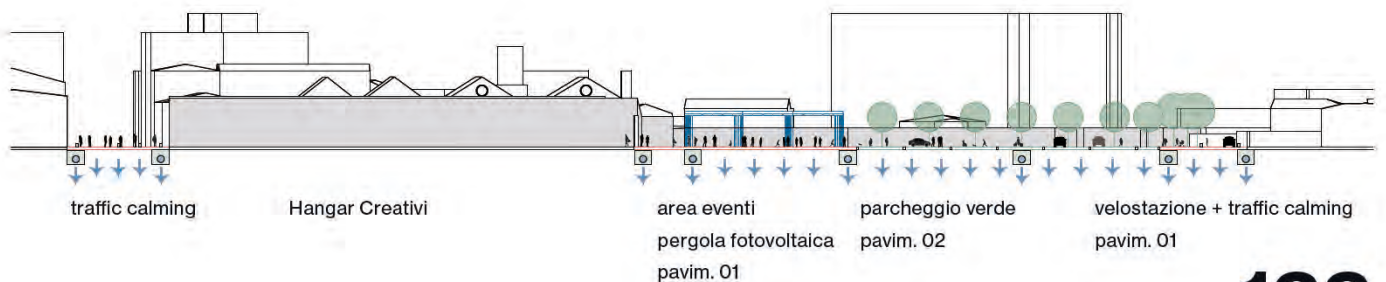 traffic calming
Hangar Creativi
area eventi
pergola fotovoltaica
pavim. 01
parcheggio verde
pavim. 02
velostazione + traffic calming
pavim. 01